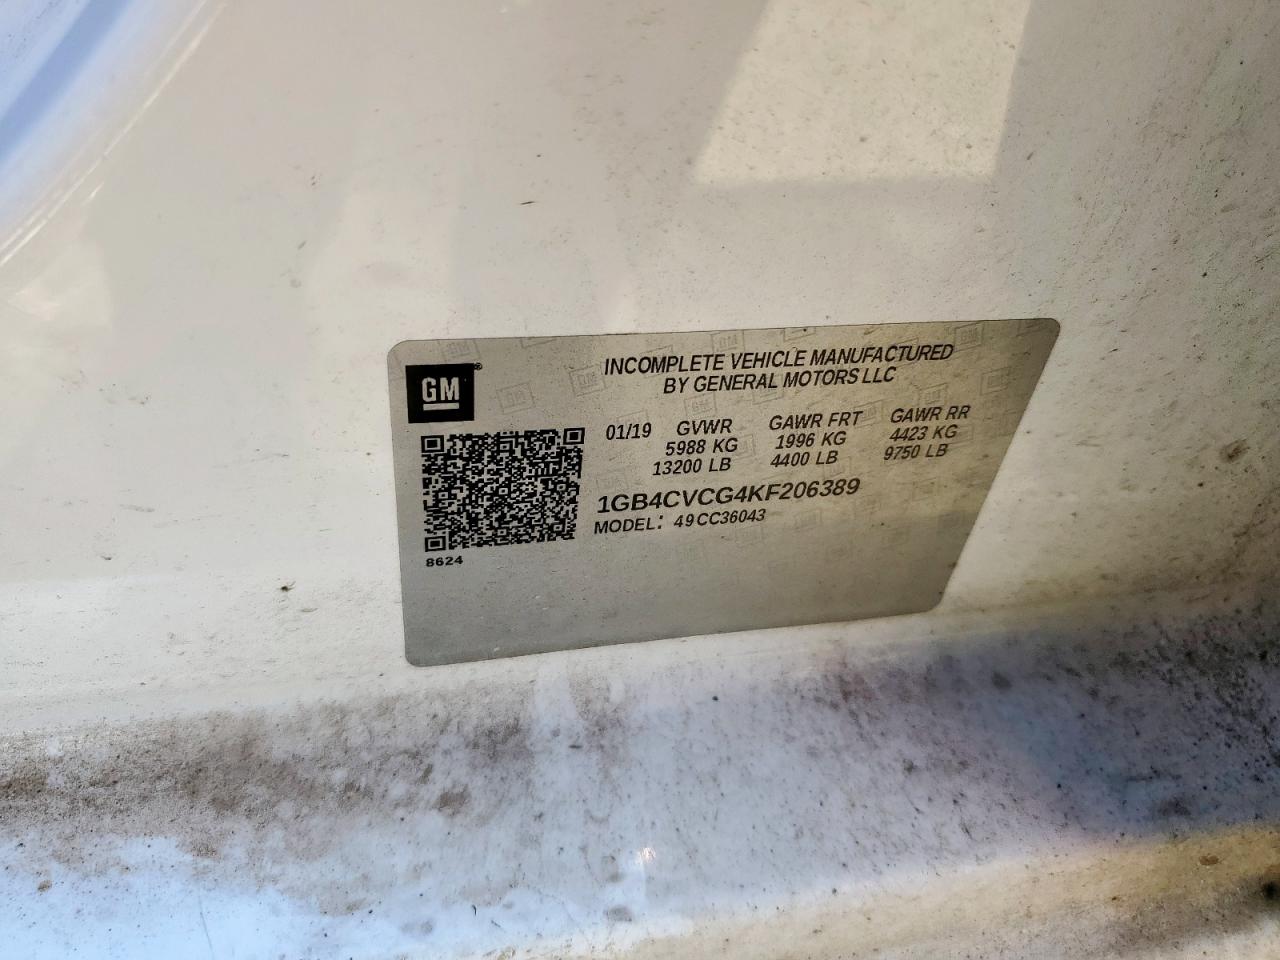 GM
INCOMPLETE VEHICLE MANUFACTURED
BY GENERAL MOTORS LLC
01/19 GVWR GAWR FRT GAWR RR
5988 KG 1996 KG 4423 KG
13200 LB 4400 LB 9750 LB
1GB4CVCG4KF206389
MODEL: 49CC36043
8624